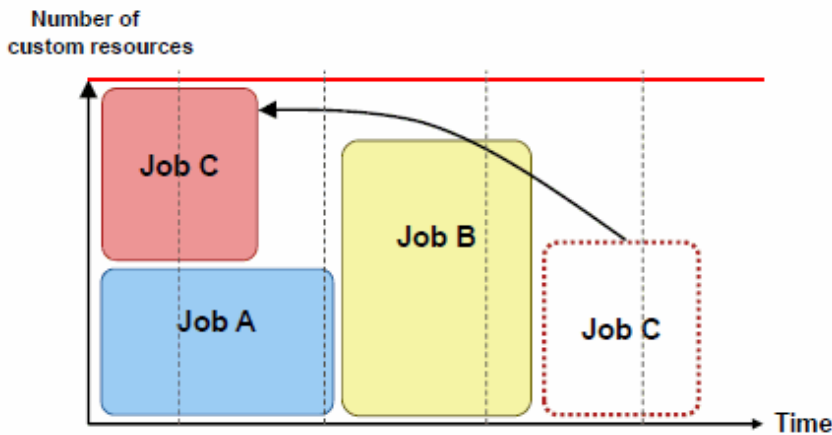 Number of
custom resources
Job C
Job B
Job A
Job C
Time